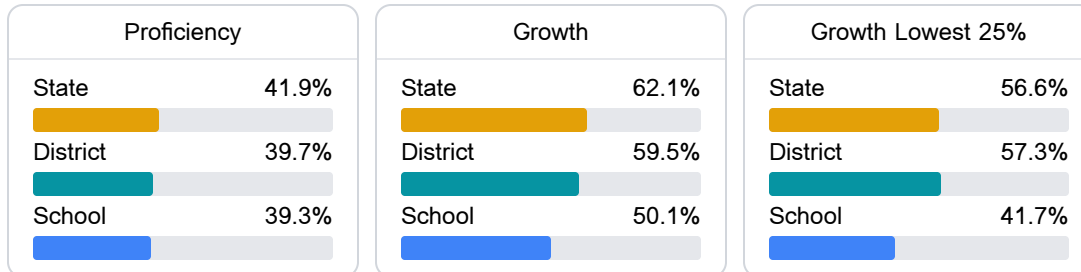 Proficiency
State 41.9%
District 39.7%
School 39.3%
Growth
State 62.1%
District 59.5%
School 50.1%
Growth Lowest 25%
State 56.6%
District 57.3%
School 41.7%